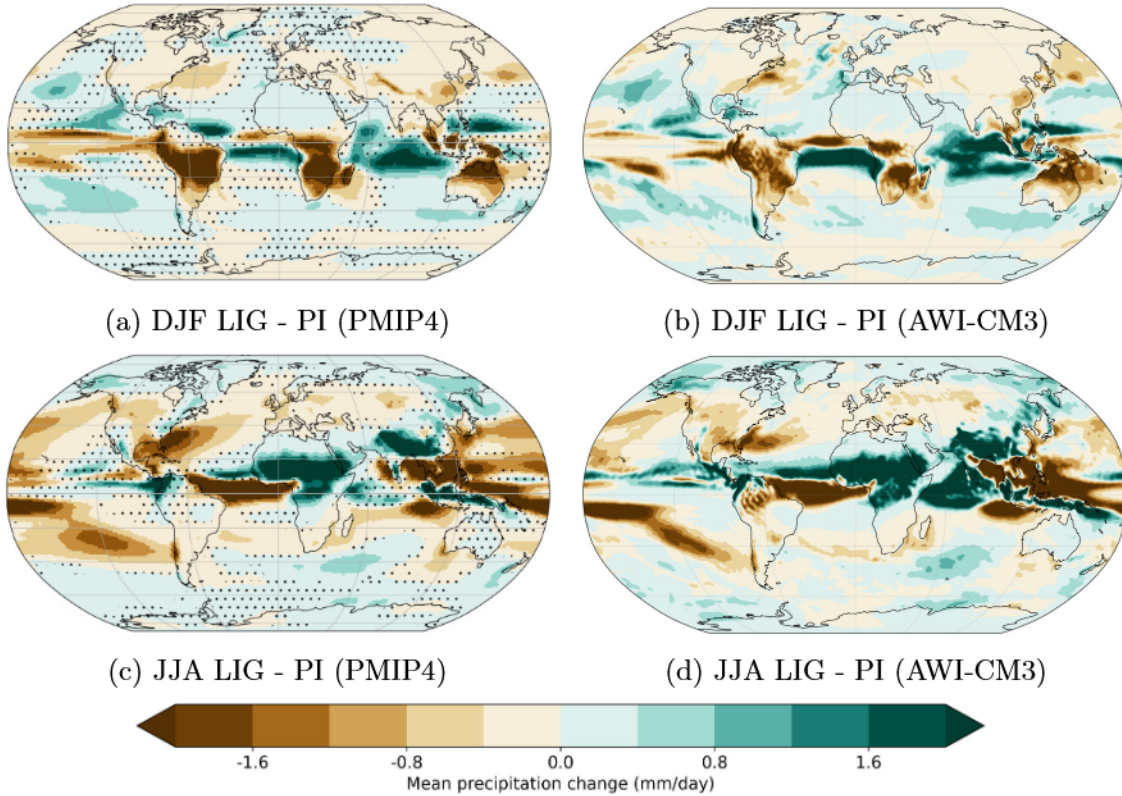 (a) DJF LIG - PI (PMIP4)
(b) DJF LIG - PI (AWI-CM3)
(c) JJA LIG - PI (PMIP4)
(d) JJA LIG - PI (AWI-CM3)
-1.6 -0.8 0.0 0.8 1.6
Mean precipitation change (mm/day)